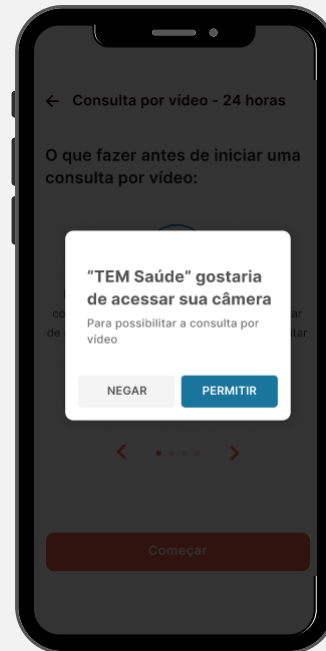 ← Consulta por vídeo - 24 horas
O que fazer antes de iniciar uma
consulta por vídeo:
“TEM Saúde” gostaria
de acessar sua câmera
Para possibilitar a consulta por
vídeo
NEGAR PERMITIR
Começar